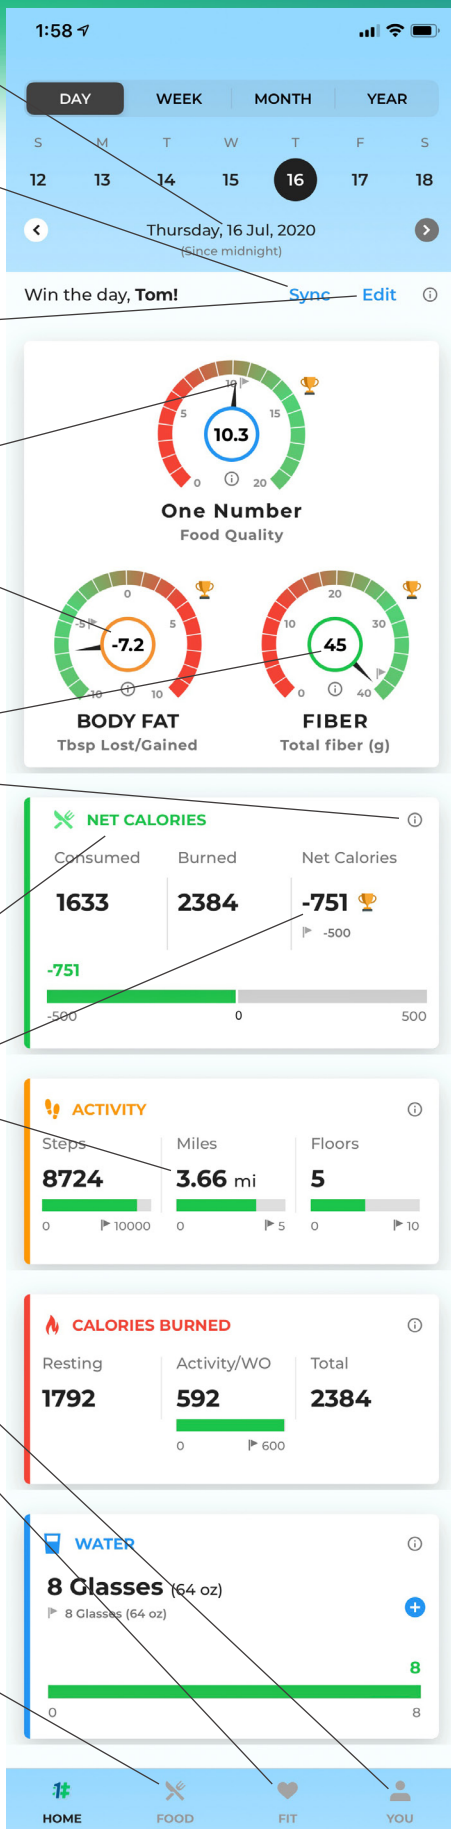 1:58
DAY WEEK MONTH YEAR
S M T W T F S
12 13 14 15 16 17 18
Thursday, 16 Jul, 2020
(Since midnight)
Win the day, Tom! Sync Edit
10
5 15
10.3
0 20
One Number
Food Quality
0 20
-5 5 10 30
-7.2 45
-10 10 0 40
BODY FAT FIBER
Tbsp Lost/Gained Total fiber (g)
NET CALORIES
Consumed Burned Net Calories
1633 2384 -751
-500
-751
-500 0 500
ACTIVITY
Steps Miles Floors
8724 3.66 mi 5
0 10000 0 5 0 10
CALORIES BURNED
Resting Activity/WO Total
1792 592 2384
0 600
WATER
8 Glasses (64 oz)
8 Glasses (64 oz)
8
0 8
1#
HOME FOOD FIT YOU